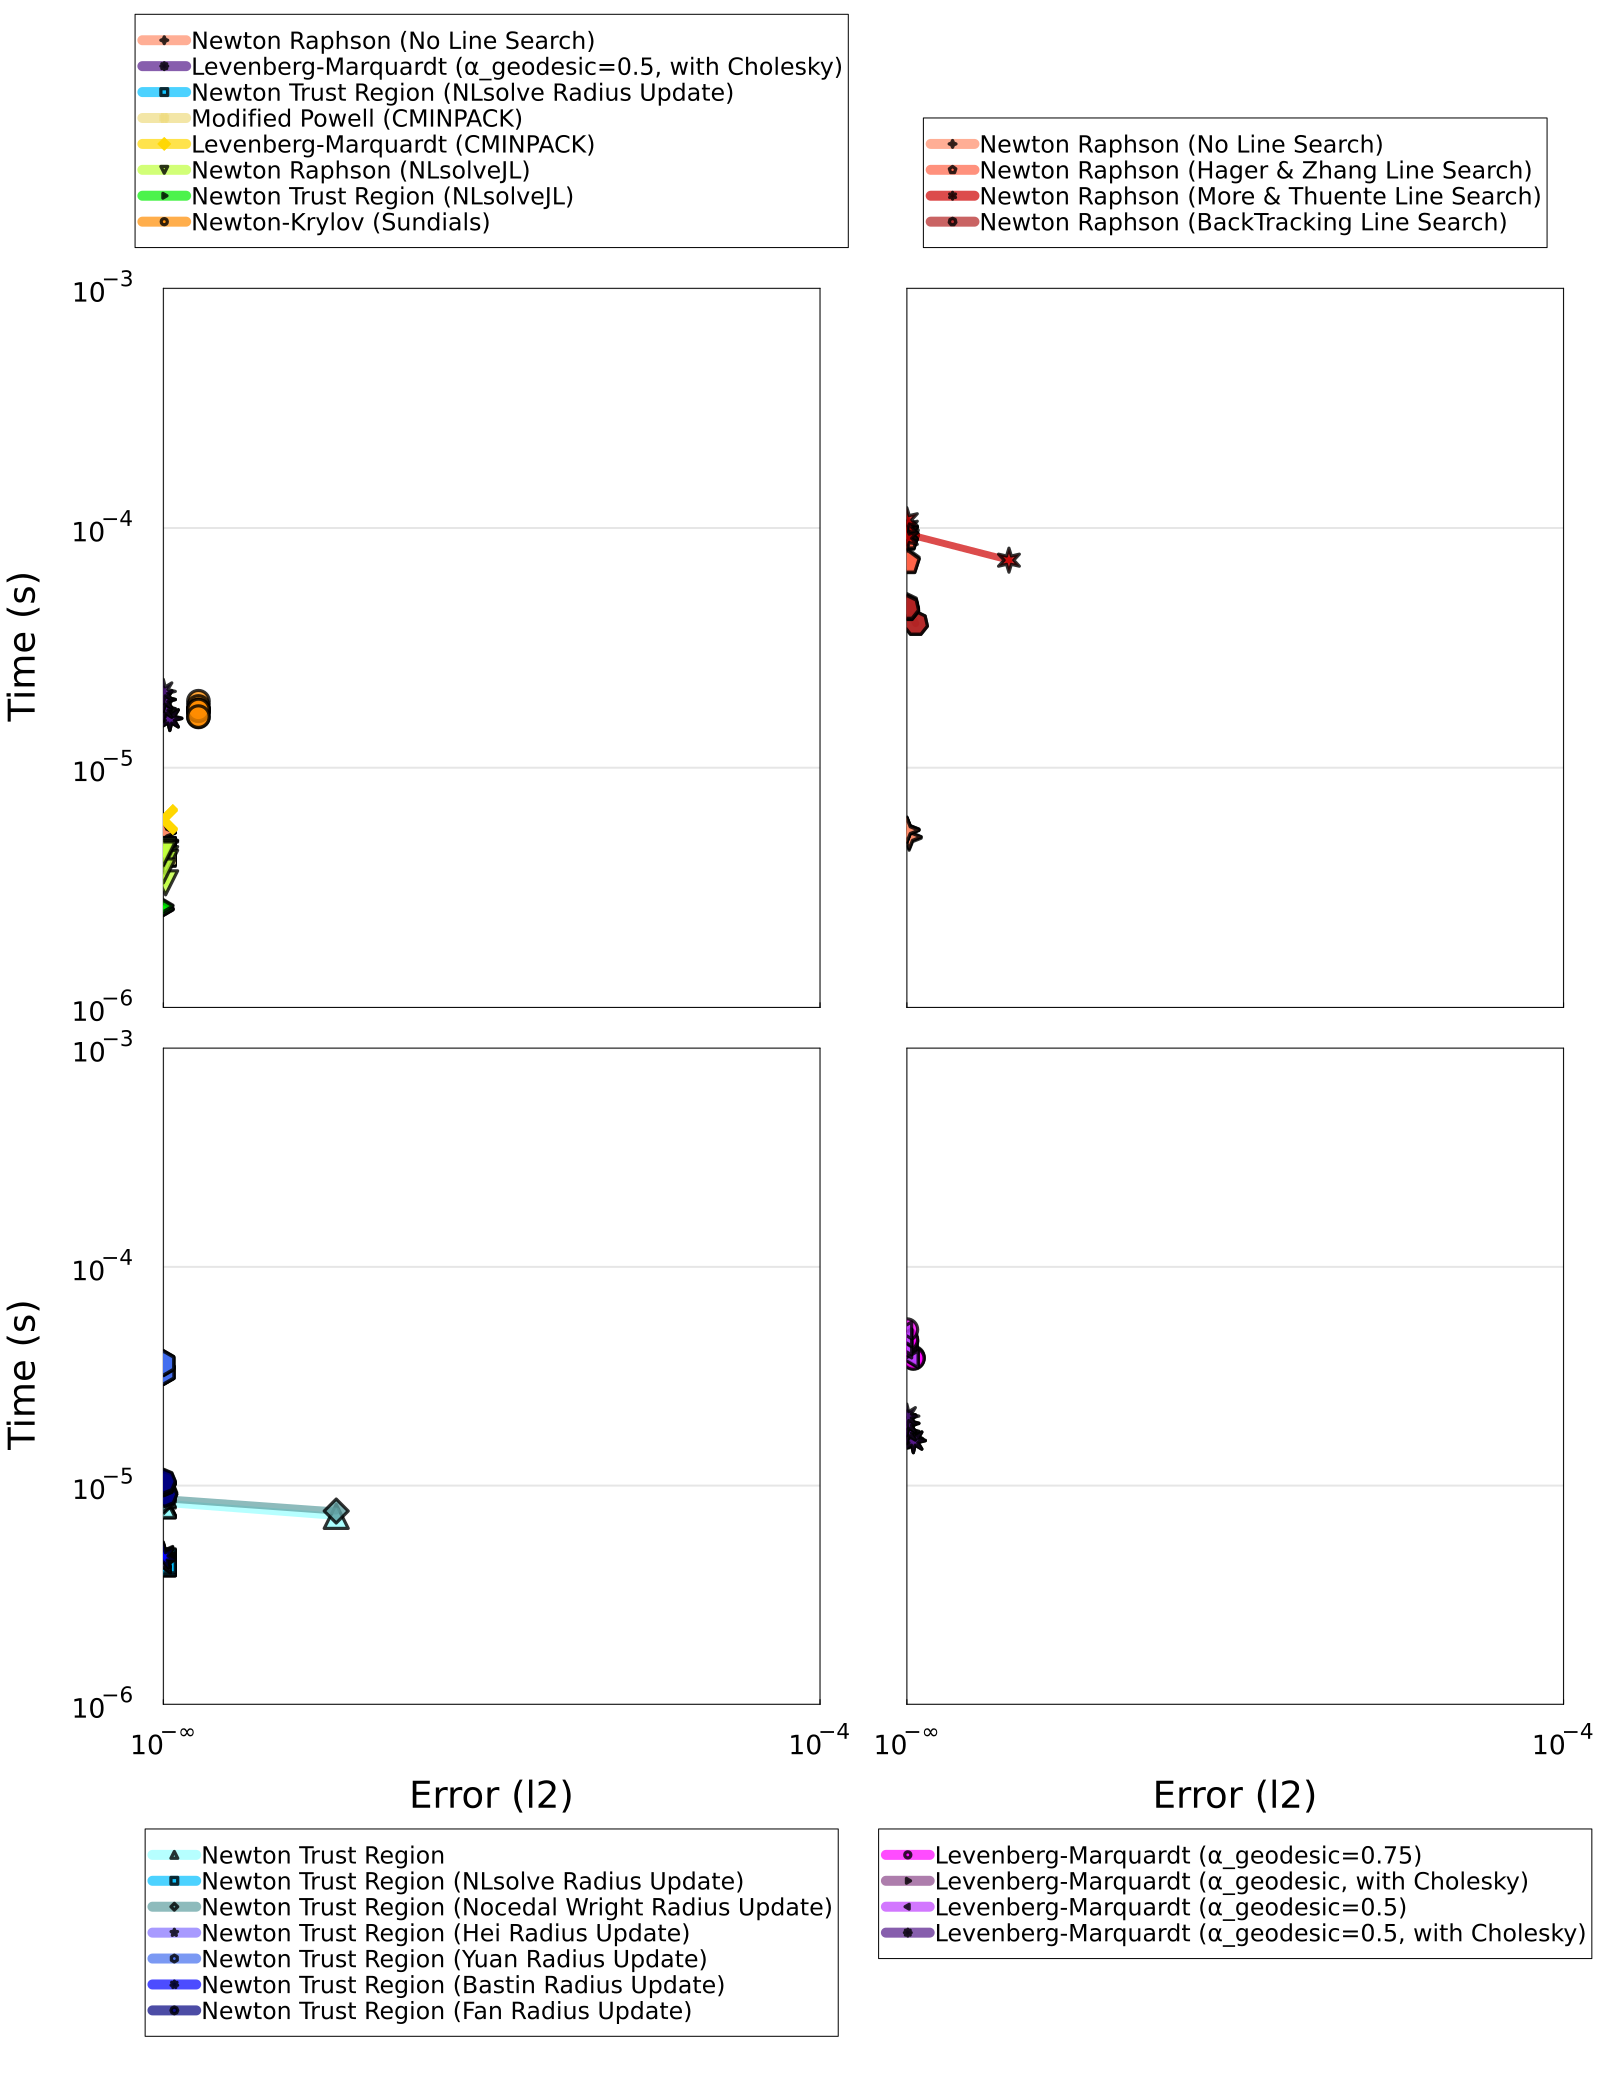 Newton Raphson (No Line Search)
Levenberg-Marquardt (α_geodesic=0.5, with Cholesky)
Newton Trust Region (NLsolve Radius Update)
Modified Powell (CMINPACK)
Levenberg-Marquardt (CMINPACK)
Newton Raphson (NLsolveJL)
Newton Trust Region (NLsolveJL)
Newton-Krylov (Sundials)
Newton Raphson (No Line Search)
Newton Raphson (Hager & Zhang Line Search)
Newton Raphson (More & Thuente Line Search)
Newton Raphson (BackTracking Line Search)
10⁻³
10⁻⁴
10⁻⁵
10⁻⁶
Time (s)
10⁻³
10⁻⁴
10⁻⁵
10⁻⁶
Time (s)
10^−∞
10⁻⁴
10^−∞
10⁻⁴
Error (l2)
Error (l2)
Newton Trust Region
Newton Trust Region (NLsolve Radius Update)
Newton Trust Region (Nocedal Wright Radius Update)
Newton Trust Region (Hei Radius Update)
Newton Trust Region (Yuan Radius Update)
Newton Trust Region (Bastin Radius Update)
Newton Trust Region (Fan Radius Update)
Levenberg-Marquardt (α_geodesic=0.75)
Levenberg-Marquardt (α_geodesic, with Cholesky)
Levenberg-Marquardt (α_geodesic=0.5)
Levenberg-Marquardt (α_geodesic=0.5, with Cholesky)